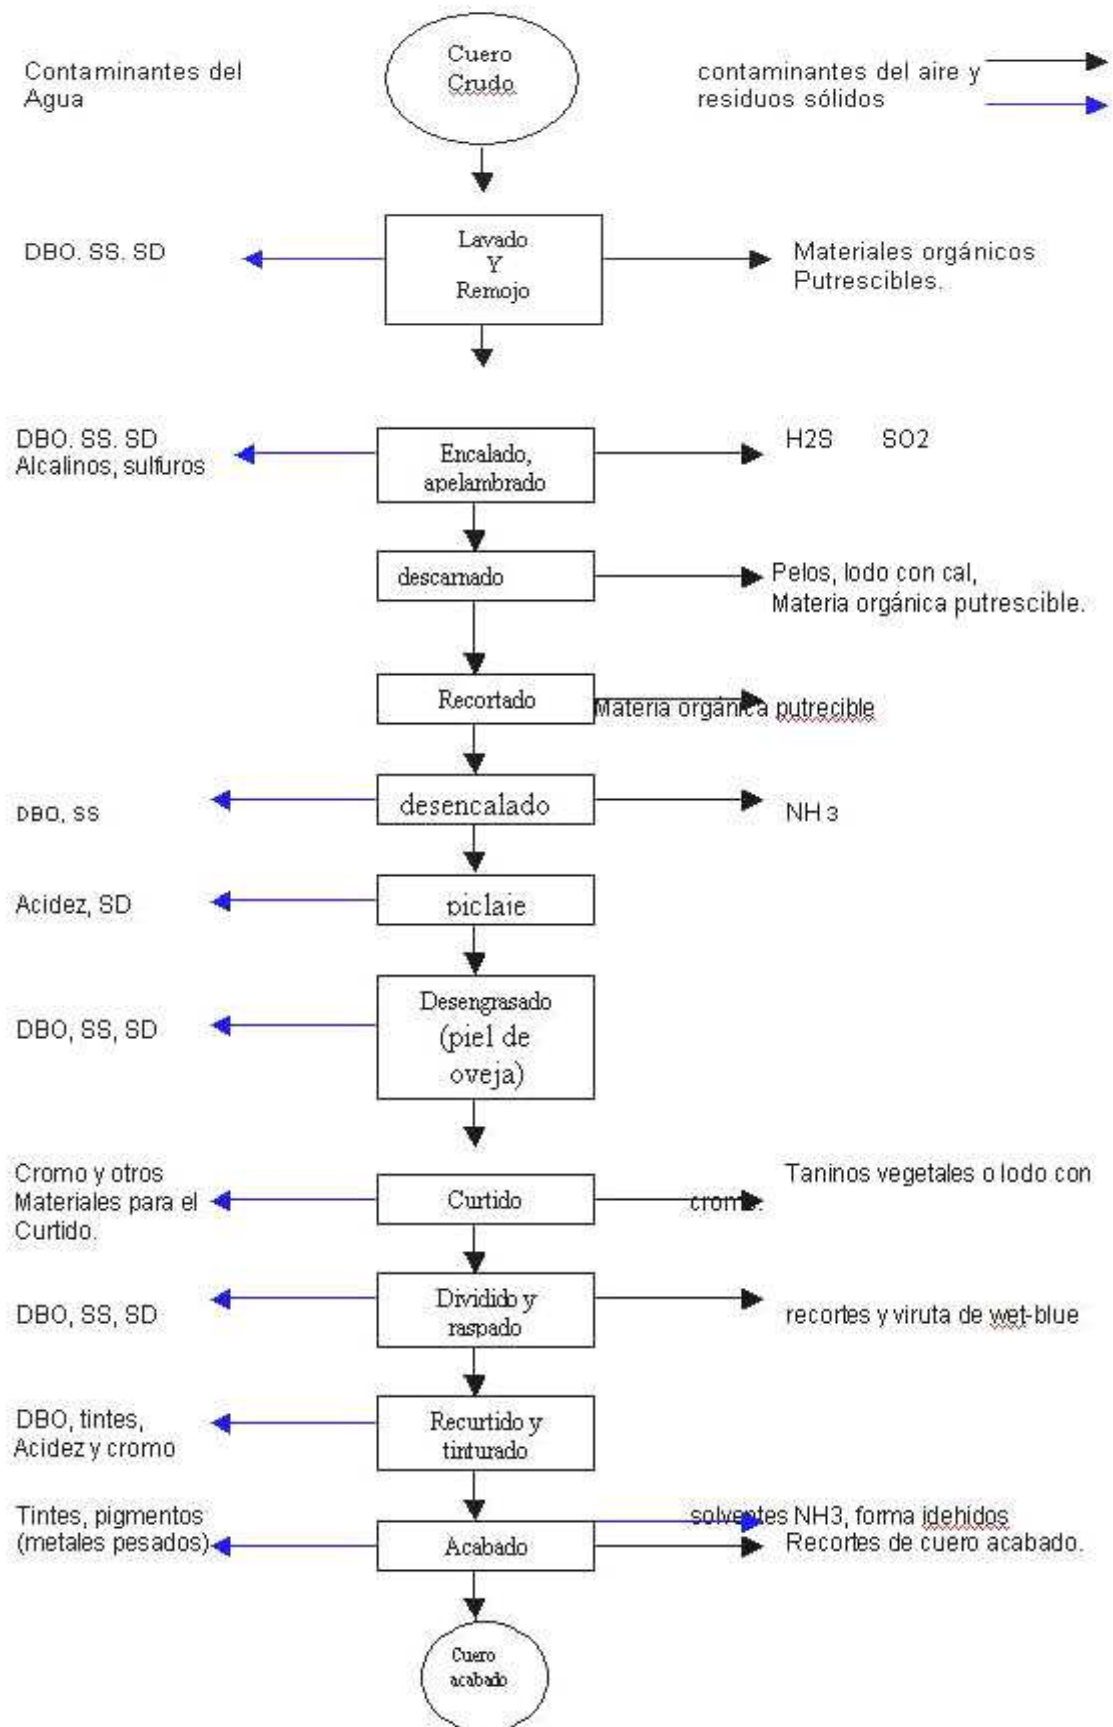 Contaminantes del
Agua
Cuero
Crudo
contaminantes del aire y
residuos sólidos
DBO. SS. SD
Lavado
Y
Remojo
Materiales orgánicos
Putrescibles.
DBO. SS. SD
Alcalinos, sulfuros
Encalado,
apelambrado
H2S SO2
descarnado
Pelos, lodo con cal,
Materia orgánica putrescible.
Recortado
Materia orgánica putrecible
DBO, SS
desencalado
NH3
Acidez, SD
piclaje
DBO, SS, SD
Desengrasado
(piel de
oveja)
Cromo y otros
Materiales para el
Curtido.
Curtido
Taninos vegetales o lodo con
cromo.
DBO, SS, SD
Dividido y
raspado
recortes y viruta de wet-blue
DBO, tintes,
Acidez y cromo
Recurtido y
tinturado
Tintes, pigmentos
(metales pesados)
Acabado
solventes NH3, forma idehidos
Recortes de cuero acabado.
Cuero
acabado